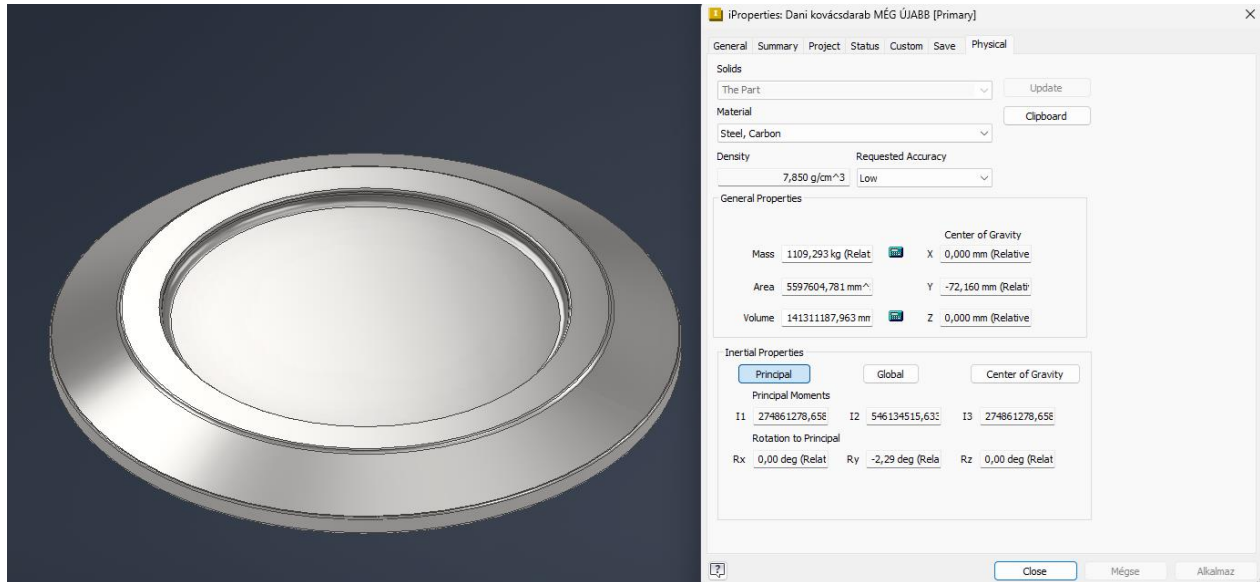 iProperties: Dani kovácsdarab MÉG ÚJABB [Primary]
General Summary Project Status Custom Save Physical
Solids
The Part
Update
Material
Clipboard
Steel, Carbon
Density Requested Accuracy
7,850 g/cm^3 Low
General Properties
Center of Gravity
Mass 1109,293 kg (Relat X 0,000 mm (Relative
Area 5597604,781 mm^ Y -72,160 mm (Relati
Volume 141311187,963 mm Z 0,000 mm (Relative
Inertial Properties
Principal Global Center of Gravity
Principal Moments
I1 274861278,658 I2 546134515,633 I3 274861278,658
Rotation to Principal
Rx 0,00 deg (Relat Ry -2,29 deg (Rela Rz 0,00 deg (Relat
Close Mégse Alkalmaz